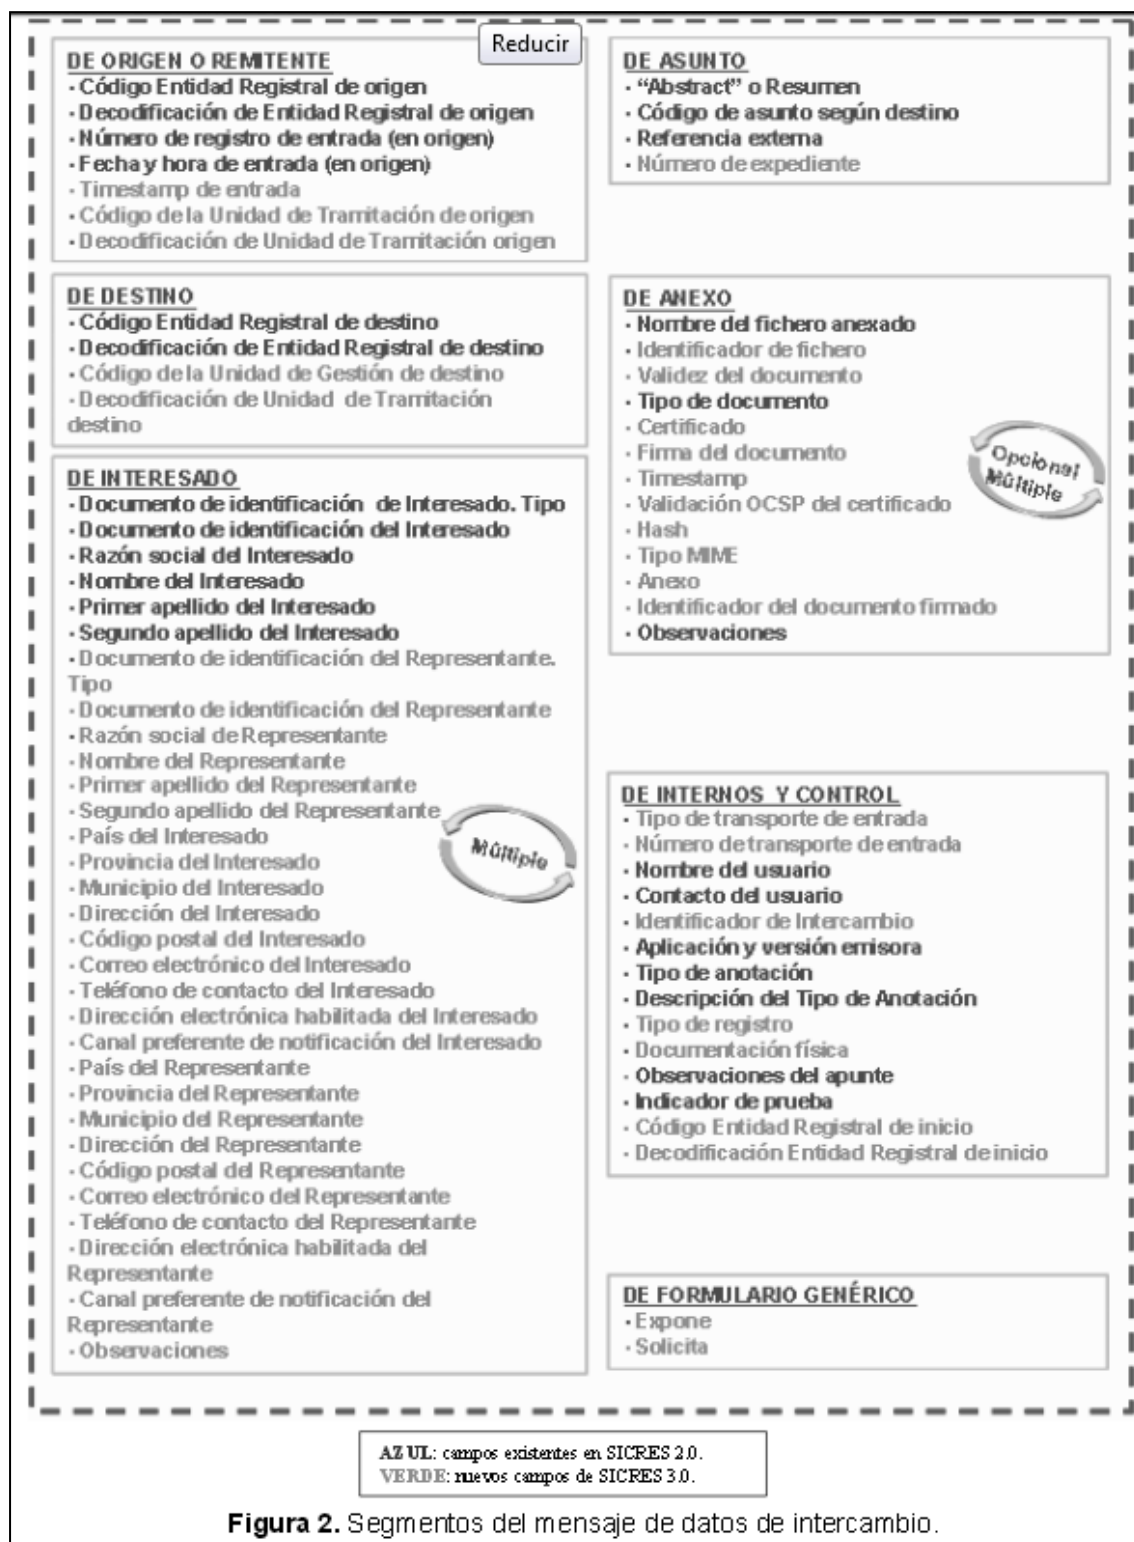 Reducir
DE ORIGEN O REMITENTE
· Código Entidad Registral de origen
· Decodificación de Entidad Registral de origen
· Número de registro de entrada (en origen)
· Fecha y hora de entrada (en origen)
· Timestamp de entrada
· Código de la Unidad de Tramitación de origen
· Decodificación de Unidad de Tramitación origen
DE DESTINO
· Código Entidad Registral de destino
· Decodificación de Entidad Registral de destino
· Código de la Unidad de Gestión de destino
· Decodificación de Unidad de Tramitación
destino
DE INTERESADO
· Documento de identificación de Interesado. Tipo
· Documento de identificación del Interesado
· Razón social del Interesado
· Nombre del Interesado
· Primer apellido del Interesado
· Segundo apellido del Interesado
· Documento de identificación del Representante.
Tipo
· Documento de identificación del Representante
· Razón social de Representante
· Nombre del Representante
· Primer apellido del Representante
· Segundo apellido del Representante
· País del Interesado
· Provincia del Interesado
· Municipio del Interesado
· Dirección del Interesado
· Código postal del Interesado
· Correo electrónico del Interesado
· Teléfono de contacto del Interesado
· Dirección electrónica habilitada del Interesado
· Canal preferente de notificación del Interesado
· País del Representante
· Provincia del Representante
· Municipio del Representante
· Dirección del Representante
· Código postal del Representante
· Correo electrónico del Representante
· Teléfono de contacto del Representante
· Dirección electrónica habilitada del
Representante
· Canal preferente de notificación del
Representante
· Observaciones
Múltiple
DE ASUNTO
· “Abstract” o Resumen
· Código de asunto según destino
· Referencia externa
· Número de expediente
DE ANEXO
· Nombre del fichero anexado
· Identificador de fichero
· Validez del documento
· Tipo de documento
· Certificado
· Firma del documento
· Timestamp
· Validación OCSP del certificado
· Hash
· Tipo MIME
· Anexo
· Identificador del documento firmado
· Observaciones
Opcional
Múltiple
DE INTERNOS Y CONTROL
· Tipo de transporte de entrada
· Número de transporte de entrada
· Nombre del usuario
· Contacto del usuario
· Identificador de Intercambio
· Aplicación y versión emisora
· Tipo de anotación
· Descripción del Tipo de Anotación
· Tipo de registro
· Documentación física
· Observaciones del apunte
· Indicador de prueba
· Código Entidad Registral de inicio
· Decodificación Entidad Registral de inicio
DE FORMULARIO GENÉRICO
· Expone
· Solicita
AZUL: campos existentes en SICRES 2.0.
VERDE: nuevos campos de SICRES 3.0.
Figura 2. Segmentos del mensaje de datos de intercambio.